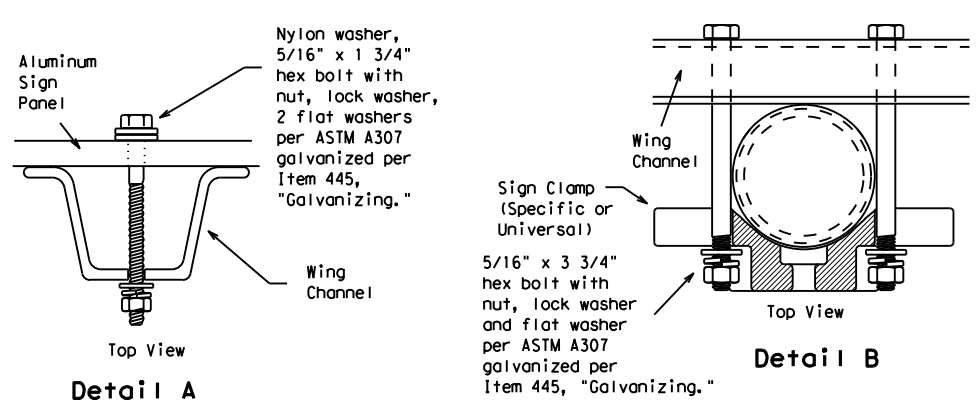 Aluminum
Sign
Panel
Nylon washer,
5/16" x 1 3/4"
hex bolt with
nut, lock washer,
2 flat washers
per ASTM A307
galvanized per
Item 445,
"Galvanizing."
Wing
Channel
Top View
Detail A
Wing
Channel
Sign Clamp
(Specific or
Universal)
5/16" x 3 3/4"
hex bolt with
nut, lock washer
and flat washer
per ASTM A307
galvanized per
Item 445, "Galvanizing."
Top View
Detail B